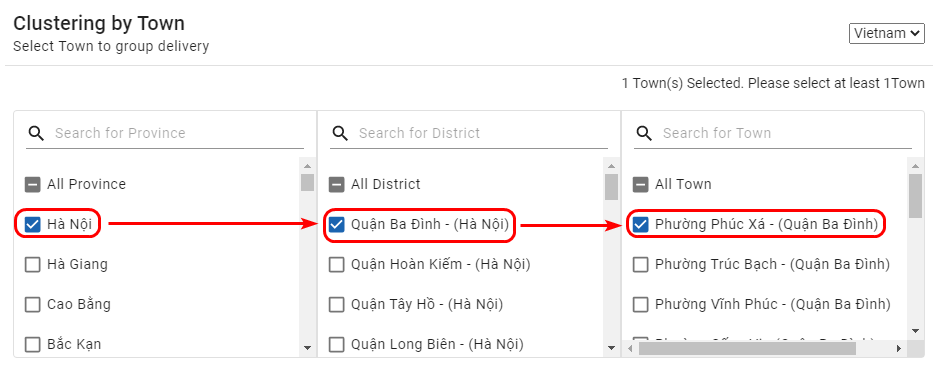 Clustering by Town
Select Town to group delivery
Vietnam
1 Town(s) Selected. Please select at least 1Town
Search for Province
Search for District
Search for Town
All Province
All District
All Town
Hà Nội
Quận Ba Đình - (Hà Nội)
Phường Phúc Xá - (Quận Ba Đình)
Hà Giang
Quận Hoàn Kiếm - (Hà Nội)
Phường Trúc Bạch - (Quận Ba Đình)
Cao Bằng
Quận Tây Hồ - (Hà Nội)
Phường Vĩnh Phúc - (Quận Ba Đình)
Bắc Kạn
Quận Long Biên - (Hà Nội)